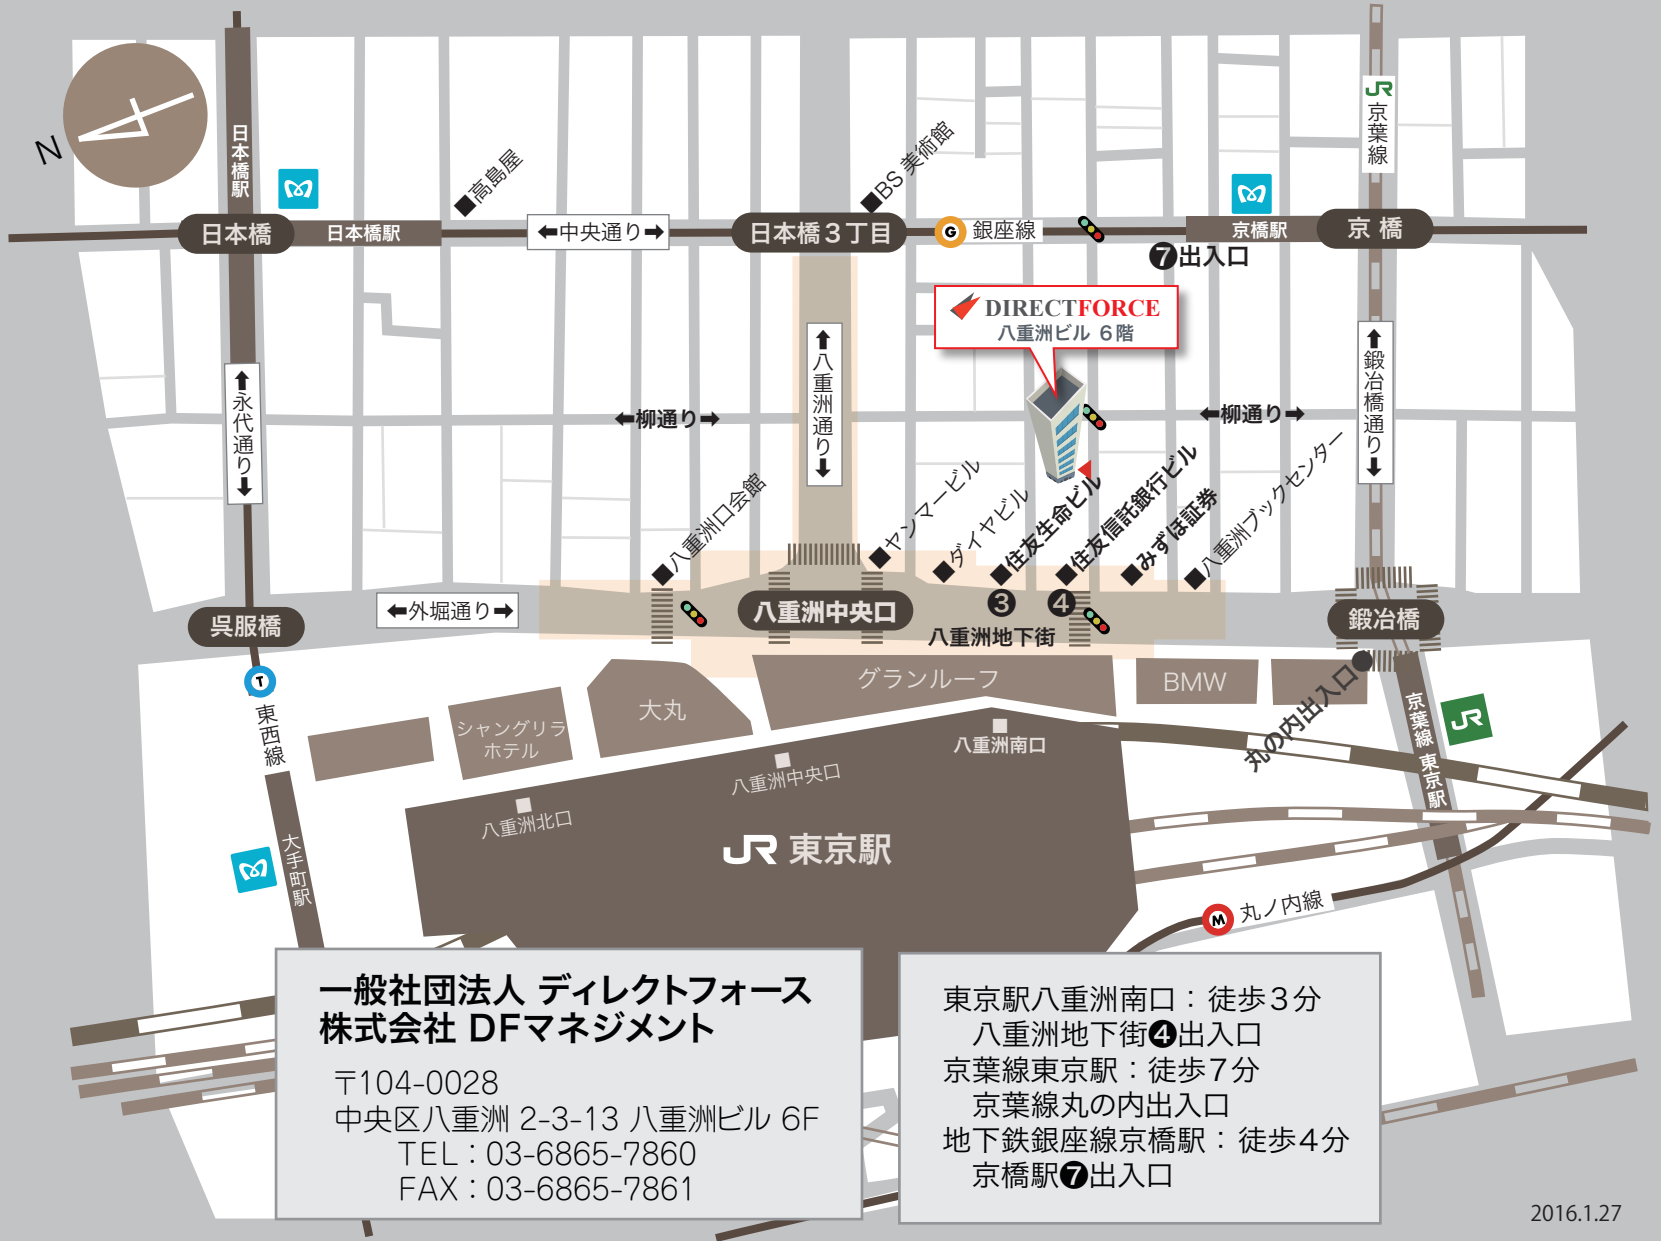 N
日本橋駅
JR
京葉線
高島屋
BS 美術館
日本橋
日本橋駅
中央通り
日本橋3丁目
G
銀座線
京橋駅
京橋
7出入口
DIRECTFORCE
八重洲ビル 6階
永代通り
八重洲通り
鍛冶橋通り
柳通り
柳通り
八重洲口会館
ヤンマービル
ダイヤビル
住友生命ビル
住友信託銀行ビル
みずほ証券
八重洲ブックセンター
外堀通り
呉服橋
八重洲中央口
3
4
鍛冶橋
八重洲地下街
T
東西線
シャングリラ
ホテル
大丸
グランルーフ
BMW
丸の内出入口
京葉線 東京駅
JR
八重洲南口
八重洲中央口
八重洲北口
JR 東京駅
大手町駅
M
丸ノ内線
一般社団法人 ディレクトフォース
株式会社 DFマネジメント
〒104-0028
中央区八重洲 2-3-13 八重洲ビル 6F
TEL：03-6865-7860
FAX：03-6865-7861
東京駅八重洲南口：徒歩3分
八重洲地下街4出入口
京葉線東京駅：徒歩7分
京葉線丸の内出入口
地下鉄銀座線京橋駅：徒歩4分
京橋駅7出入口
2016.1.27